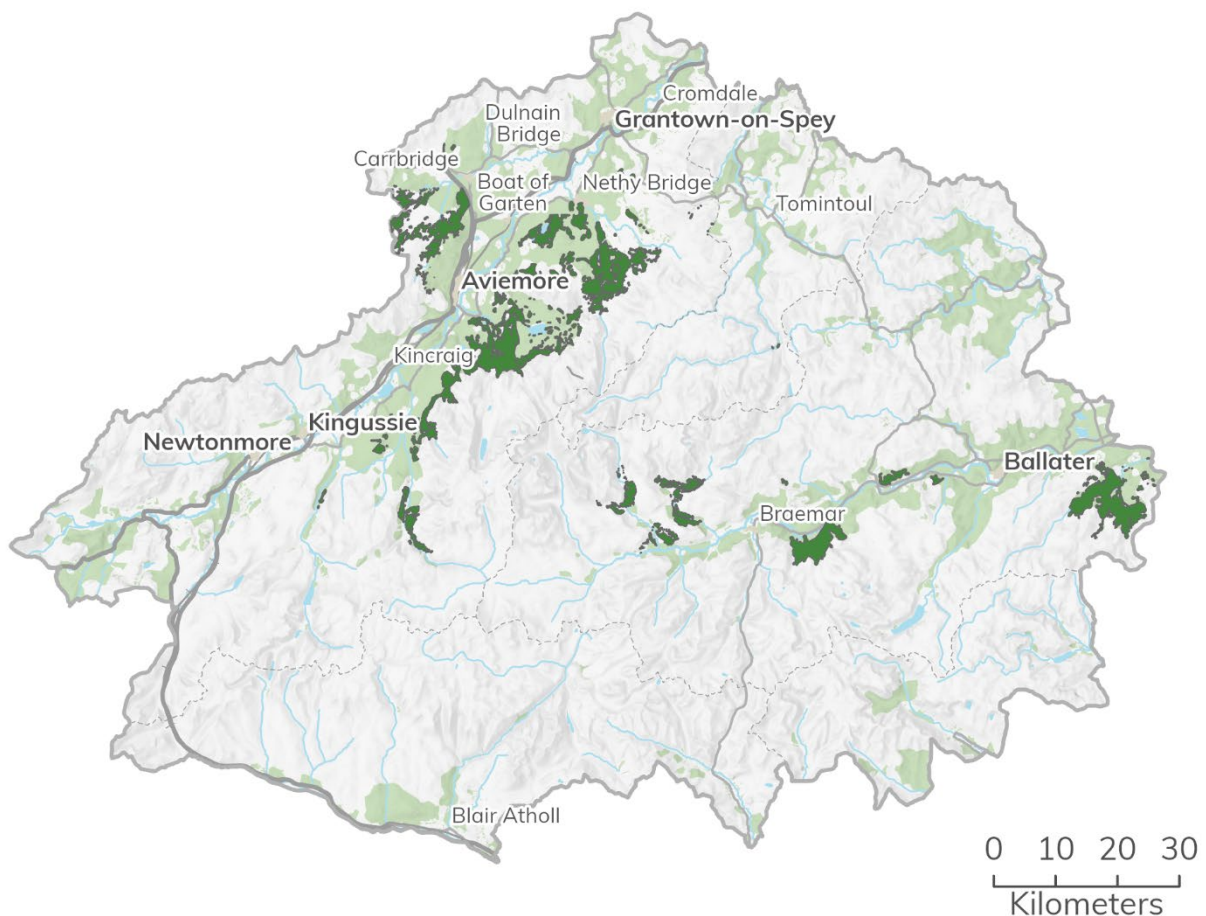 Cromdale
Dulnain
Bridge
Grantown-on-Spey
Carrbridge
Boat of
Garten
Nethy Bridge
Tomintoul
Aviemore
Kincraig
Kingussie
Newtonmore
Ballater
Braemar
Blair Atholl
0 10 20 30
Kilometers